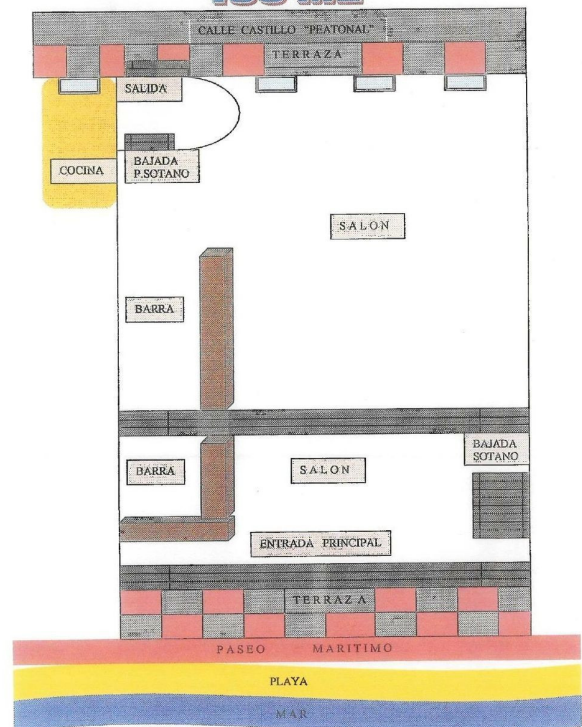 CALLE CASTILLO "PEATONAL"
TERRAZA
SALIDA
COCINA
BAJADA
P.SOTANO
SALON
BARRA
BAJADA
SOTANO
BARRA
SALON
ENTRADA PRINCIPAL
TERRAZA
PASEO MARITIMO
PLAYA
MAR